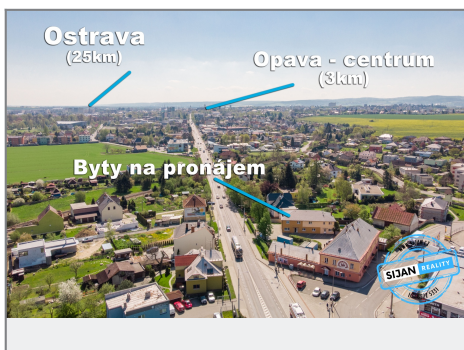 Ostrava
(25km)
Opava - centrum
(3km)
Byty na pronájem
SIJAN REALITY